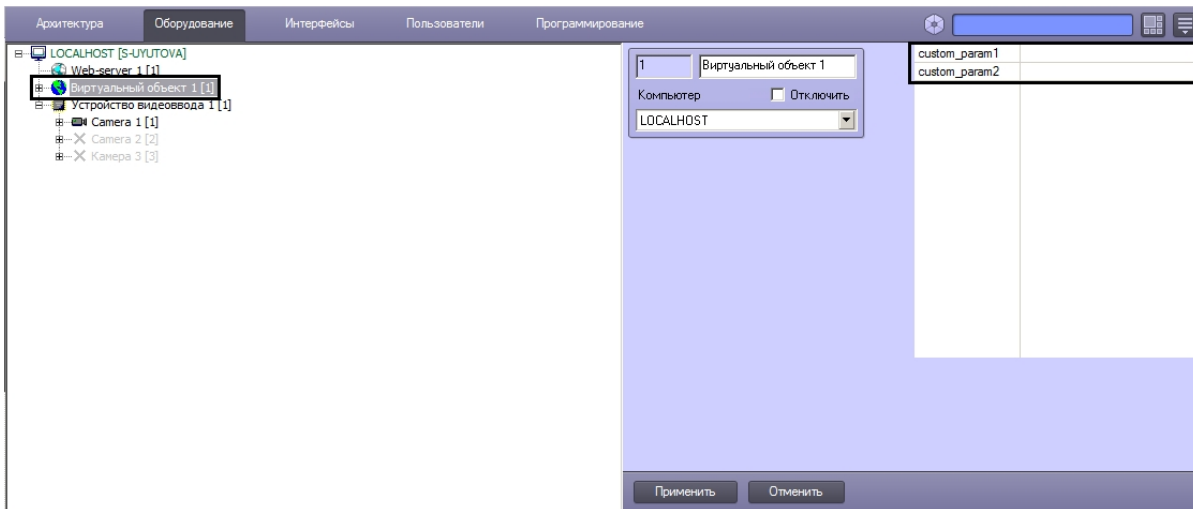 Архитектура Оборудование Интерфейсы Пользователи Программирование
LOCALHOST [S-UYUTOVA]
Web-server 1 [1]
Виртуальный объект 1 [1]
Устройство видеоввода 1 [1]
Camera 1 [1]
Camera 2 [2]
Камера 3 [3]
1 Виртуальный объект 1
Компьютер Отключить
LOCALHOST
custom_param1
custom_param2
Применить Отменить